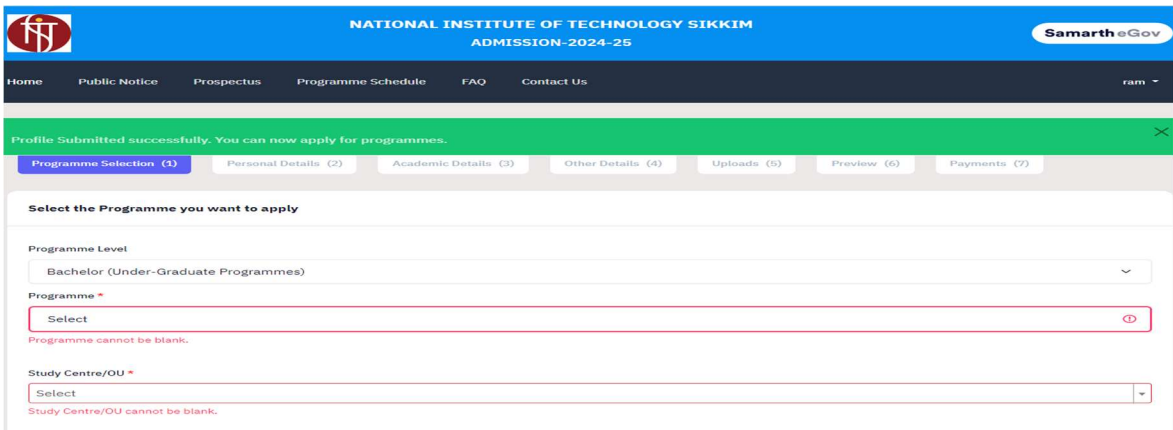 NATIONAL INSTITUTE OF TECHNOLOGY SIKKIM
ADMISSION-2024-25
Samarth eGov
Home Public Notice Prospectus Programme Schedule FAQ Contact Us ram
Profile Submitted successfully. You can now apply for programmes.
Programme Selection (1) Personal Details (2) Academic Details (3) Other Details (4) Uploads (5) Preview (6) Payments (7)
Select the Programme you want to apply
Programme Level
Bachelor (Under-Graduate Programmes)
Programme *
Select
Programme cannot be blank.
Study Centre/OU *
Select
Study Centre/OU cannot be blank.